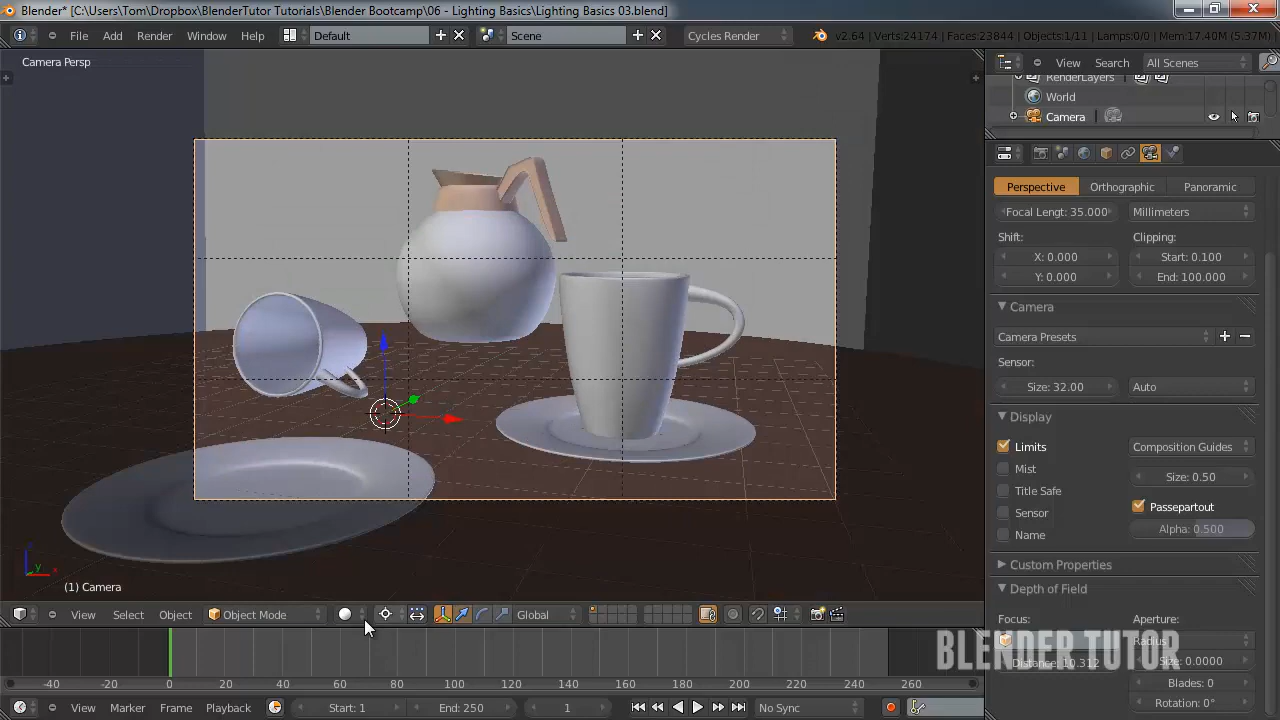 Blender* [C:\Users\Tom\Dropbox\BlenderTutor Tutorials\Blender Bootcamp\06 - Lighting Basics\Lighting Basics 03.blend]
File Add Render Window Help Default Scene Cycles Render v2.64 | Verts:24174 | Faces:23844 | Objects:1/11 | Lamps:0/0 | Mem:17.40M (5.37M)
Camera Persp
View Search All Scenes
RenderLayers
World
Camera
Perspective Orthographic Panoramic
Focal Lengt: 35.000 Millimeters
Shift: Clipping:
X: 0.000 Start: 0.100
Y: 0.000 End: 100.000
Camera
Camera Presets
Sensor:
Size: 32.00 Auto
Display
Limits Composition Guides
Mist Size: 0.50
Title Safe Passepartout
Sensor Alpha: 0.500
Name
Custom Properties
Depth of Field
Focus: Aperture:
Radius
Distance: 10.312 Size: 0.0000
Blades: 0
Rotation: 0°
BLENDER TUTOR
z
y
x
(1) Camera
View Select Object Object Mode Global
-40 -20 0 20 40 60 80 100 120 140 160 180 200 220 240 260
View Marker Frame Playback Start: 1 End: 250 1 No Sync